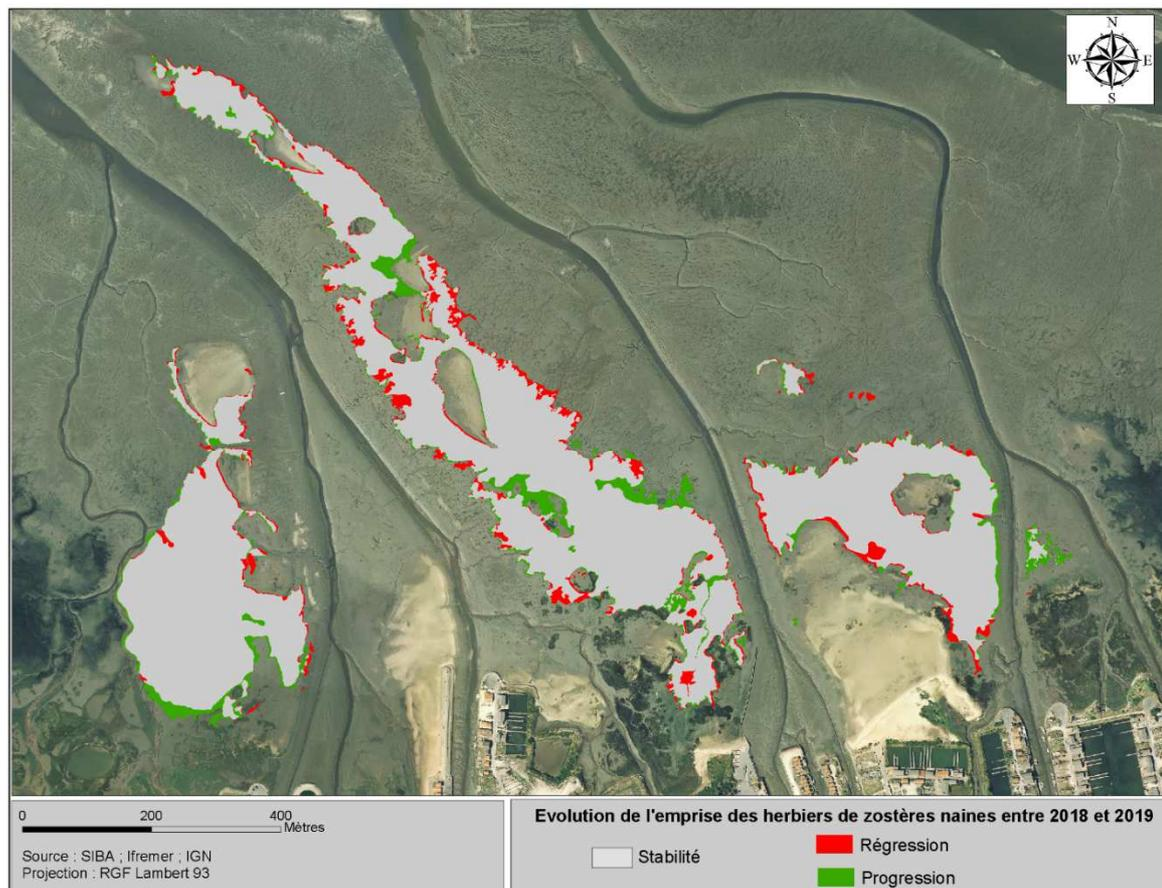 N
W E
S
0 200 400
Mètres
Source : SIBA ; Ifremer ; IGN
Projection : RGF Lambert 93
Evolution de l'emprise des herbiers de zostères naines entre 2018 et 2019
Stabilité
Régression
Progression